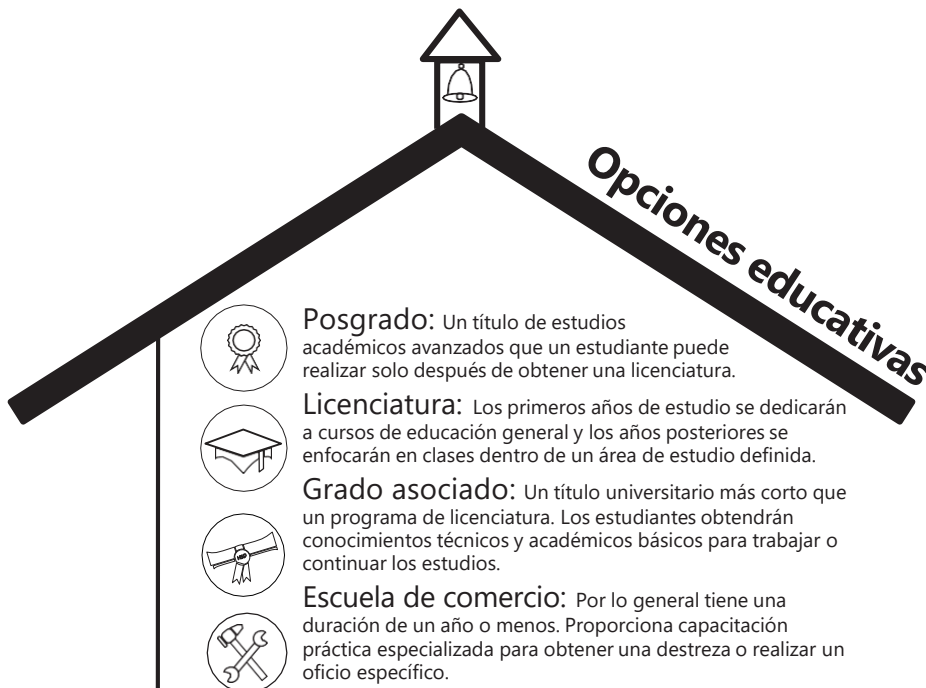 Opciones educativas
Posgrado: Un título de estudios
académicos avanzados que un estudiante puede
realizar solo después de obtener una licenciatura.
Licenciatura: Los primeros años de estudio se dedicarán
a cursos de educación general y los años posteriores se
enfocarán en clases dentro de un área de estudio definida.
Grado asociado: Un título universitario más corto que
un programa de licenciatura. Los estudiantes obtendrán
conocimientos técnicos y académicos básicos para trabajar o
continuar los estudios.
Escuela de comercio: Por lo general tiene una
duración de un año o menos. Proporciona capacitación
práctica especializada para obtener una destreza o realizar un
oficio específico.